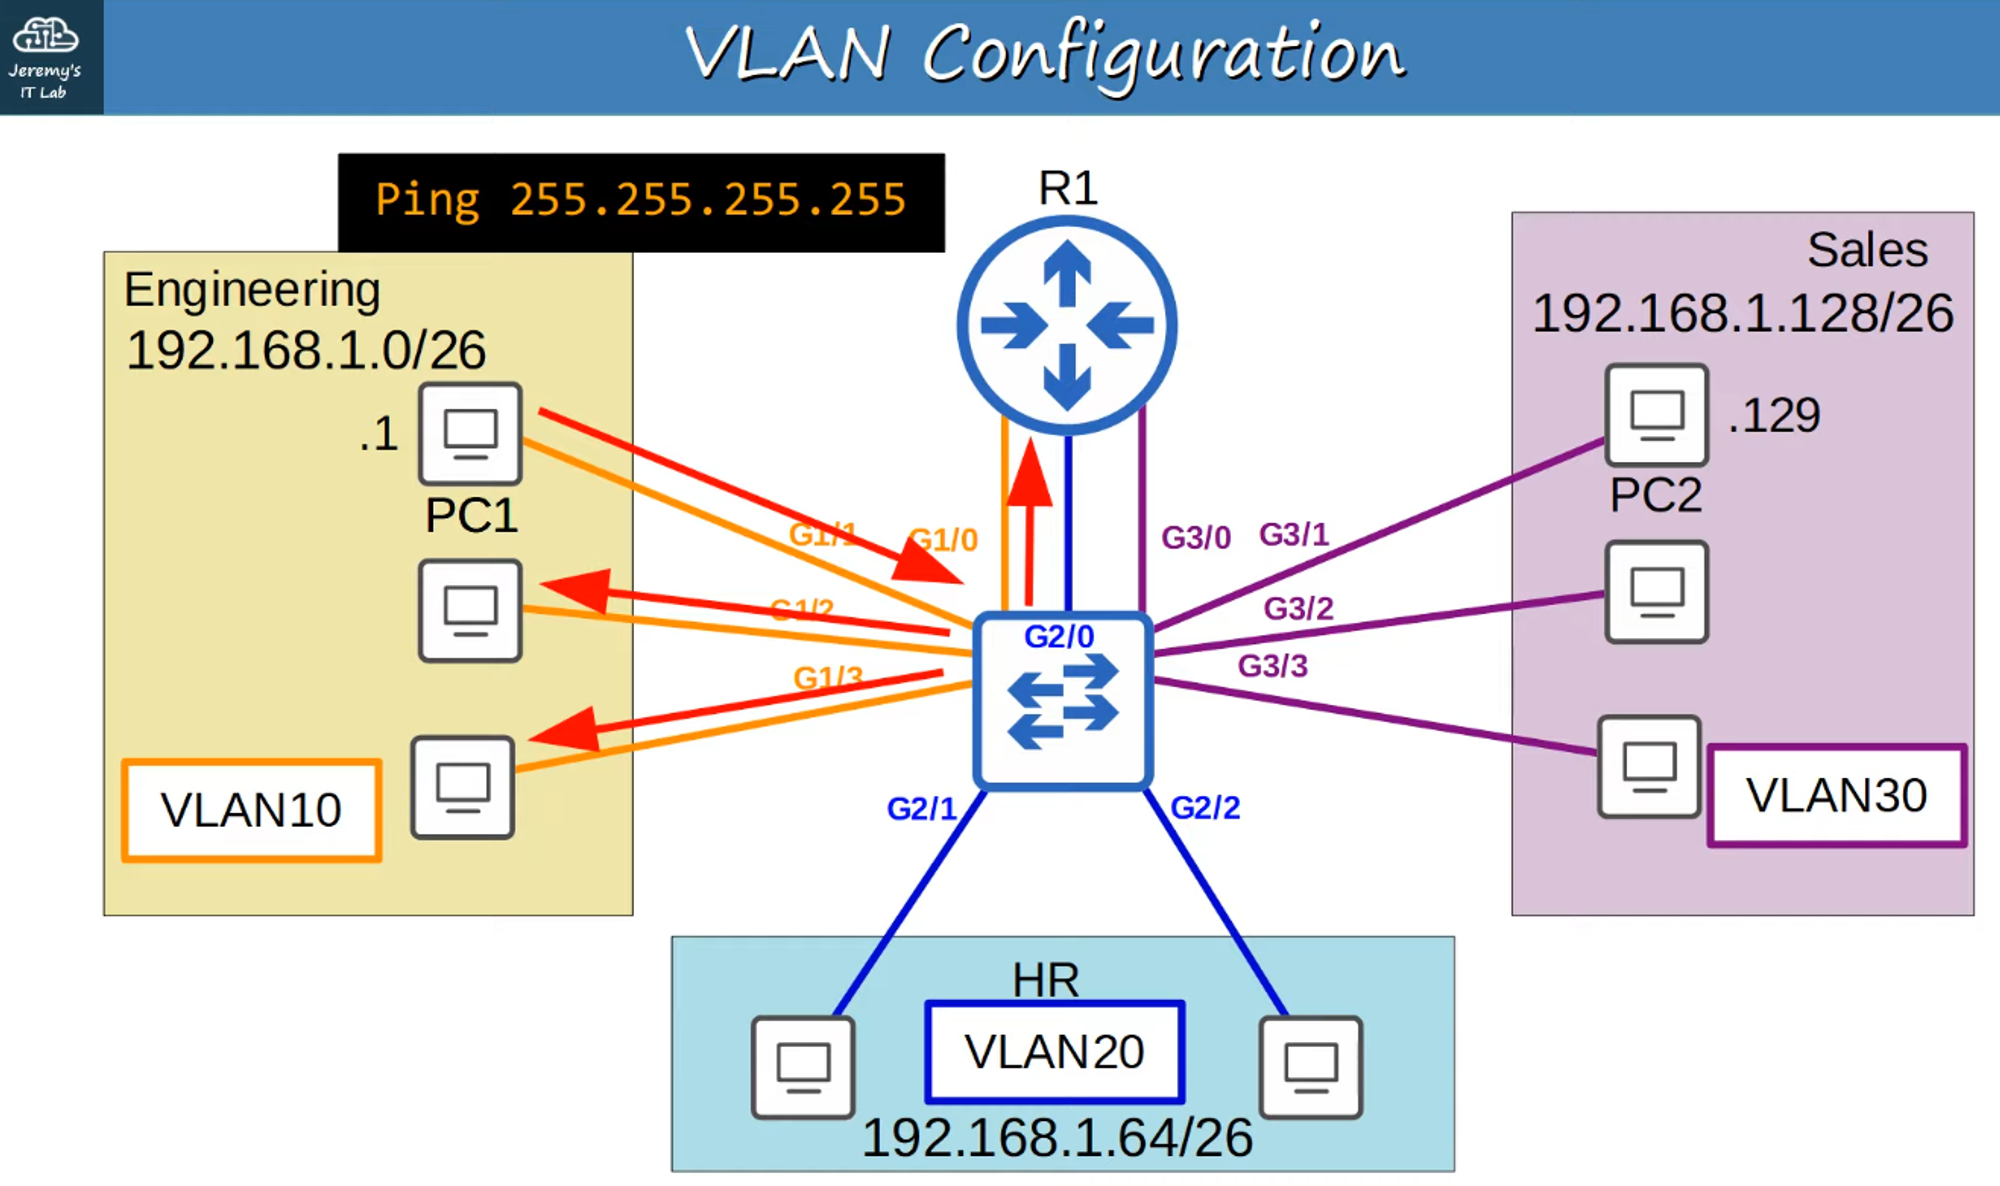 Jeremy's
IT Lab
VLAN Configuration
Ping 255.255.255.255
R1
Engineering
192.168.1.0/26
.1
PC1
VLAN10
Sales
192.168.1.128/26
.129
PC2
VLAN30
G1/1
G1/0
G1/2
G1/3
G3/0
G3/1
G3/2
G3/3
G2/0
G2/1
G2/2
HR
VLAN20
192.168.1.64/26